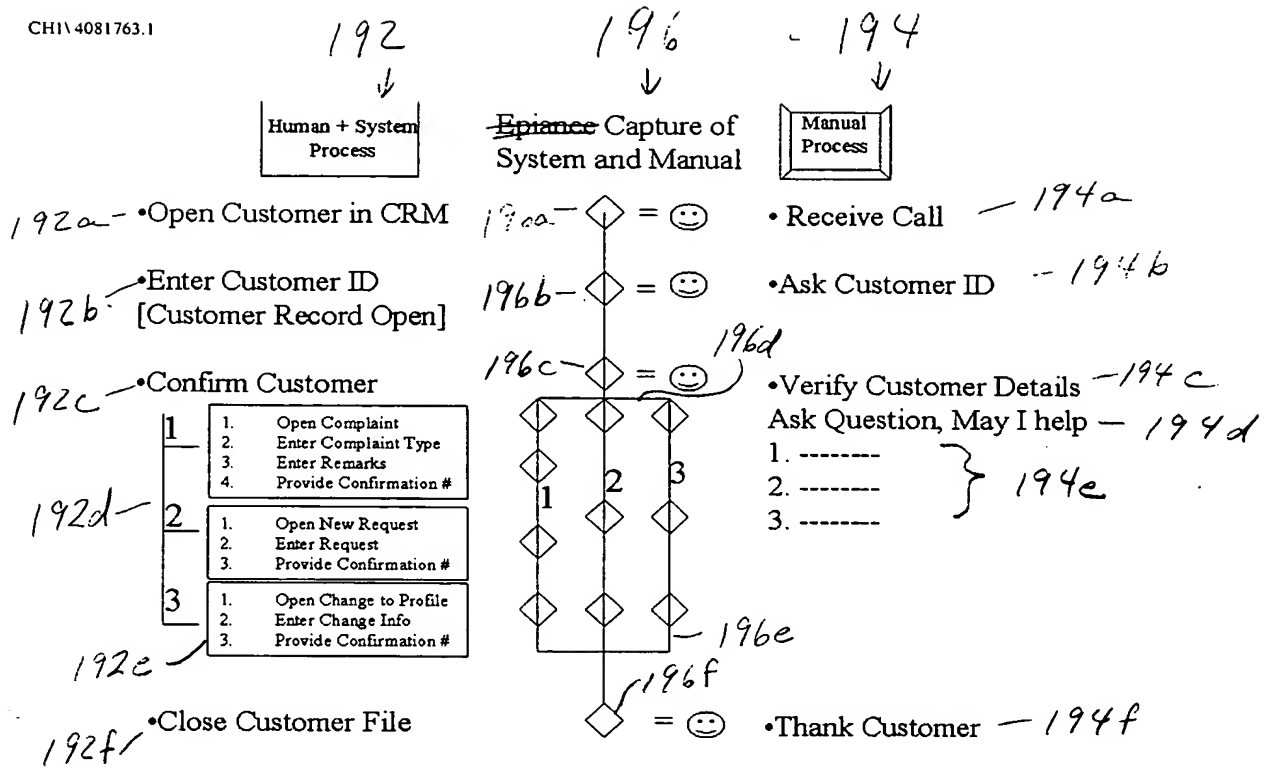 CH1\4081763.1
192
196
- 194
Human + System
Process
Epiance Capture of
System and Manual
Manual
Process
192a
•Open Customer in CRM
=
• Receive Call
194a
192b
•Enter Customer ID
[Customer Record Open]
196b
=
•Ask Customer ID
194b
192c
•Confirm Customer
196c
=
196d
•Verify Customer Details
194c
Ask Question, May I help
194d
1. --------
2. --------
3. --------
194e
192d
1
1. Open Complaint
2. Enter Complaint Type
3. Enter Remarks
4. Provide Confirmation #
2
1. Open New Request
2. Enter Request
3. Provide Confirmation #
3
1. Open Change to Profile
2. Enter Change Info
3. Provide Confirmation #
192e
1
2
3
196e
196f
192f
•Close Customer File
=
•Thank Customer
194f